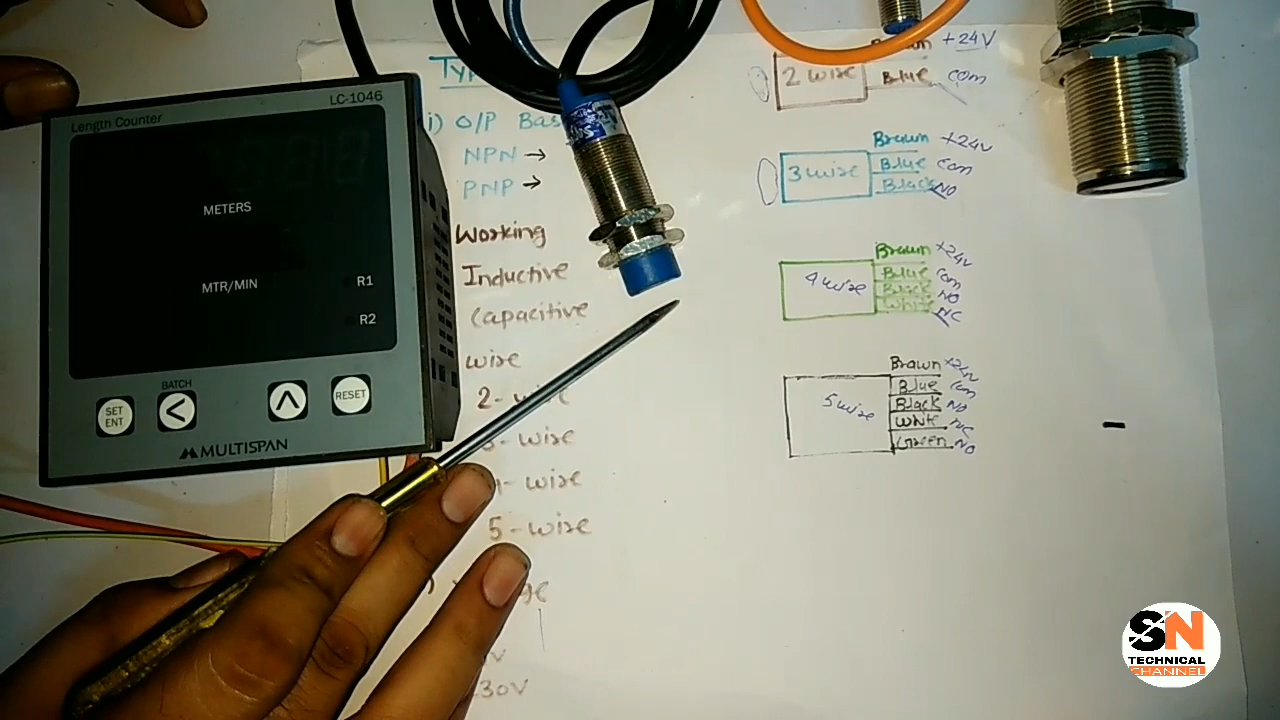 Length Counter
LC-1046
METERS
MTR/MIN
R1
R2
SET
ENT
BATCH
RESET
MULTISPAN
i) O/P
NPN →
PNP →
Working
Inductive
Capacitive
wise
2-
- wise
- wise
5- wise
30V
+24V
2 wise
Blue
com
Brown
+24V
3 wise
Blue
com
Black
NO
Brown
+24V
4 wise
Blue
com
Black
NO
White
NC
Brown
+24V
5 wise
Blue
com
Black
NO
White
NC
Green
NO
SN
TECHNICAL
CHANNEL